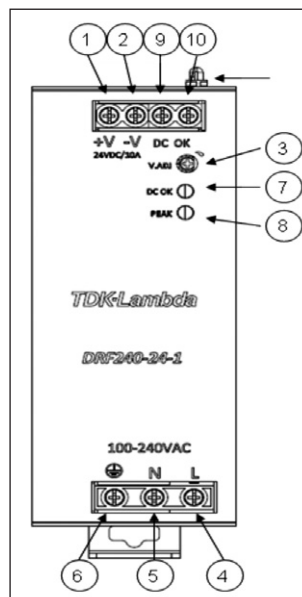 1 2 9 10
+V -V DC OK
24VDC/10A
V.ADJ 3
DC OK 7
PEAK 8
TDK-Lambda
DRF240-24-1
100-240VAC
N L
6 5 4